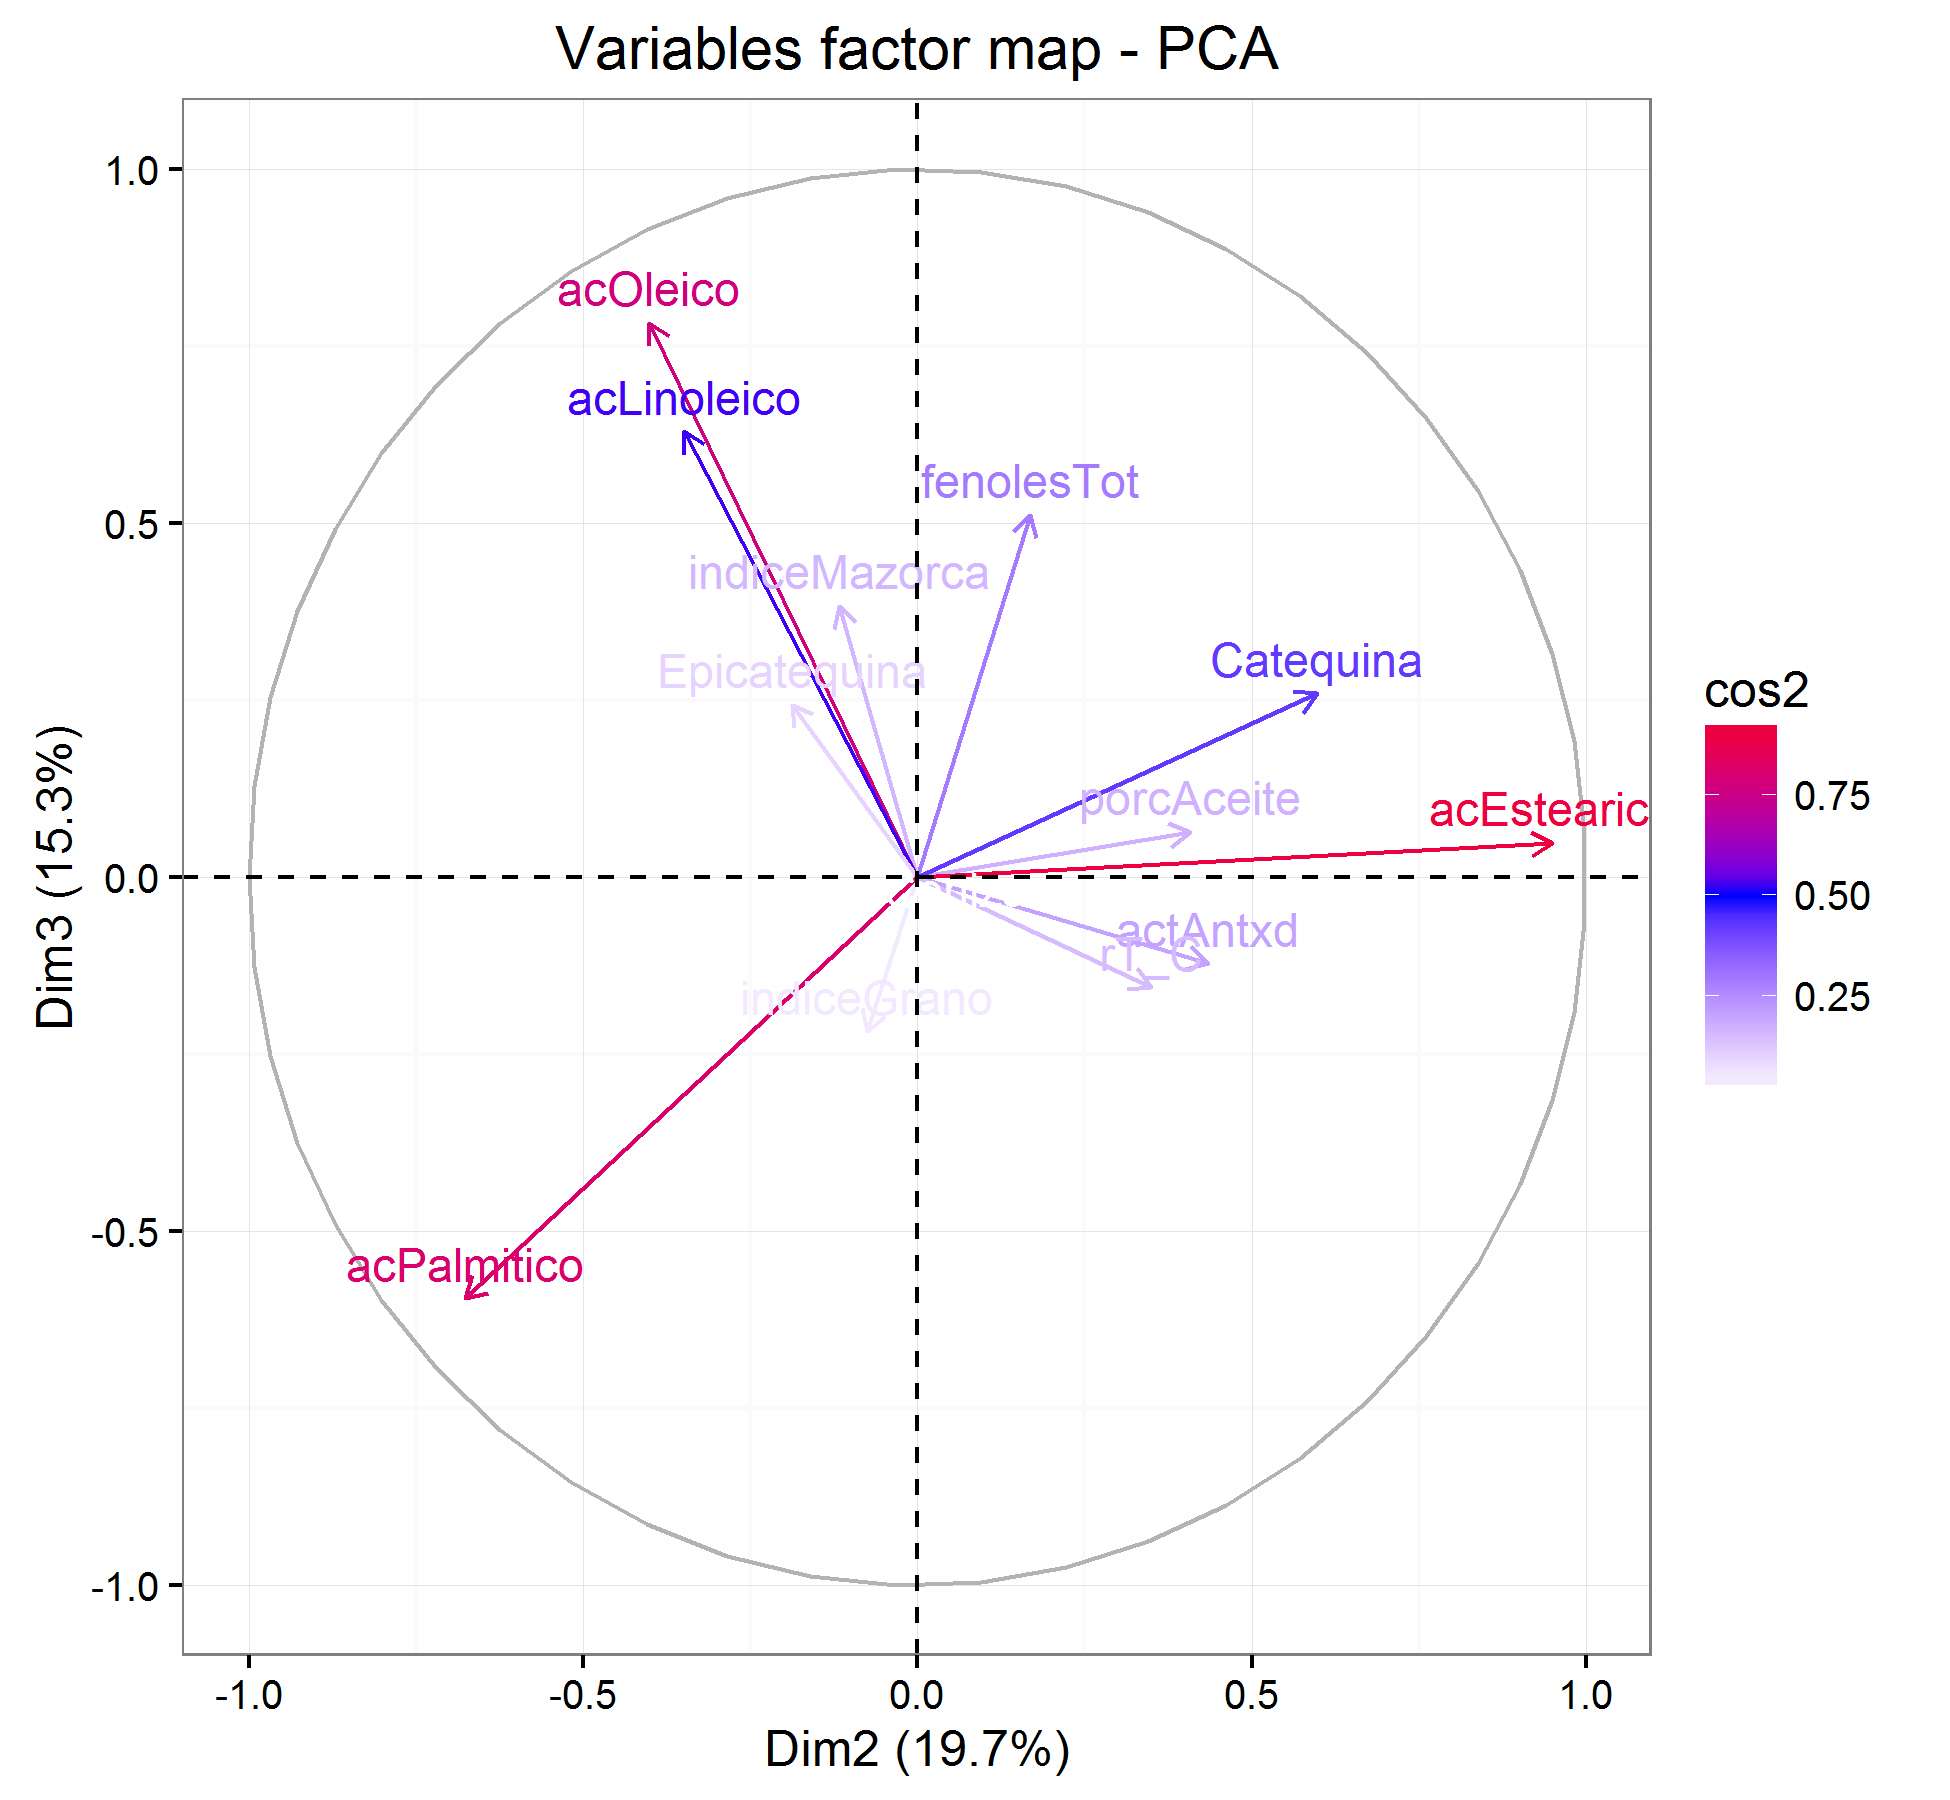 Variables factor map - PCA
1.0
0.5
0.0
-0.5
-1.0
Dim3 (15.3%)
acOleico
acLinoleico
fenolesTot
indiceMazorca
Epicatequina
Catequina
porcAceite
acEstearic
actAntxd
rT_C
indiceGrano
acPalmitico
-1.0
-0.5
0.0
0.5
1.0
Dim2 (19.7%)
cos2
0.75
0.50
0.25